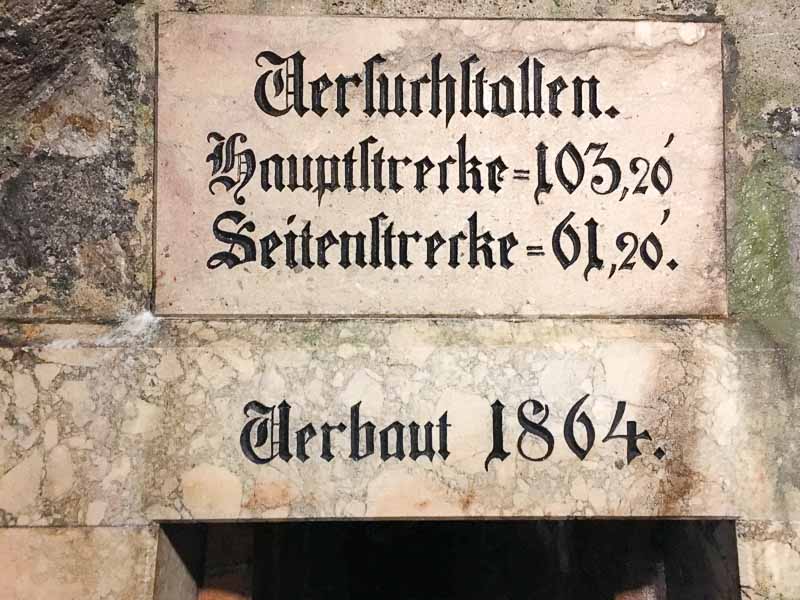 Verſuchſtollen.
Hauptſtrecke=103,20′
Seitenſtrecke=61,20′.
Verbaut 1864.